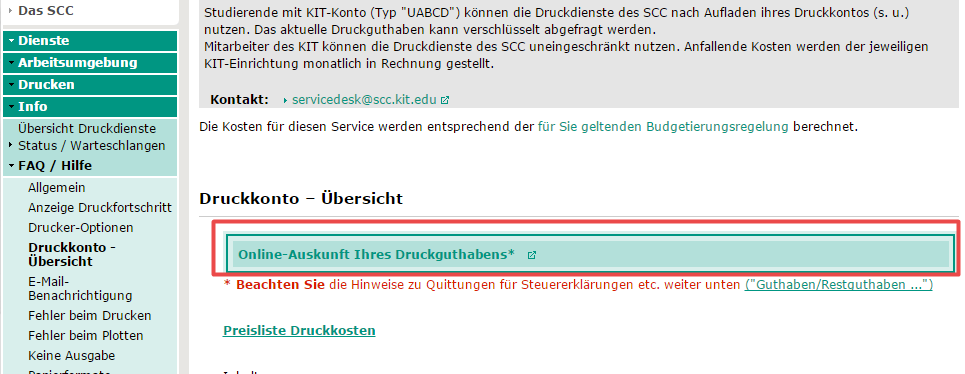 Das SCC
Dienste
Arbeitsumgebung
Drucken
Info
Übersicht Druckdienste
Status / Warteschlangen
FAQ / Hilfe
Allgemein
Anzeige Druckfortschritt
Drucker-Optionen
Druckkonto -
Übersicht
E-Mail-
Benachrichtigung
Fehler beim Drucken
Fehler beim Plotten
Keine Ausgabe
Papierformate
Studierende mit KIT-Konto (Typ "UABCD") können die Druckdienste des SCC nach Aufladen ihres Druckkontos (s. u.)
nutzen. Das aktuelle Druckguthaben kann verschlüsselt abgefragt werden.
Mitarbeiter des KIT können die Druckdienste des SCC uneingeschränkt nutzen. Anfallende Kosten werden der jeweiligen
KIT-Einrichtung monatlich in Rechnung gestellt.
Kontakt: servicedesk@scc.kit.edu
Die Kosten für diesen Service werden entsprechend der für Sie geltenden Budgetierungsregelung berechnet.
Druckkonto – Übersicht
Online-Auskunft Ihres Druckguthabens*
* Beachten Sie die Hinweise zu Quittungen für Steuererklärungen etc. weiter unten ("Guthaben/Restguthaben ...")
Preisliste Druckkosten